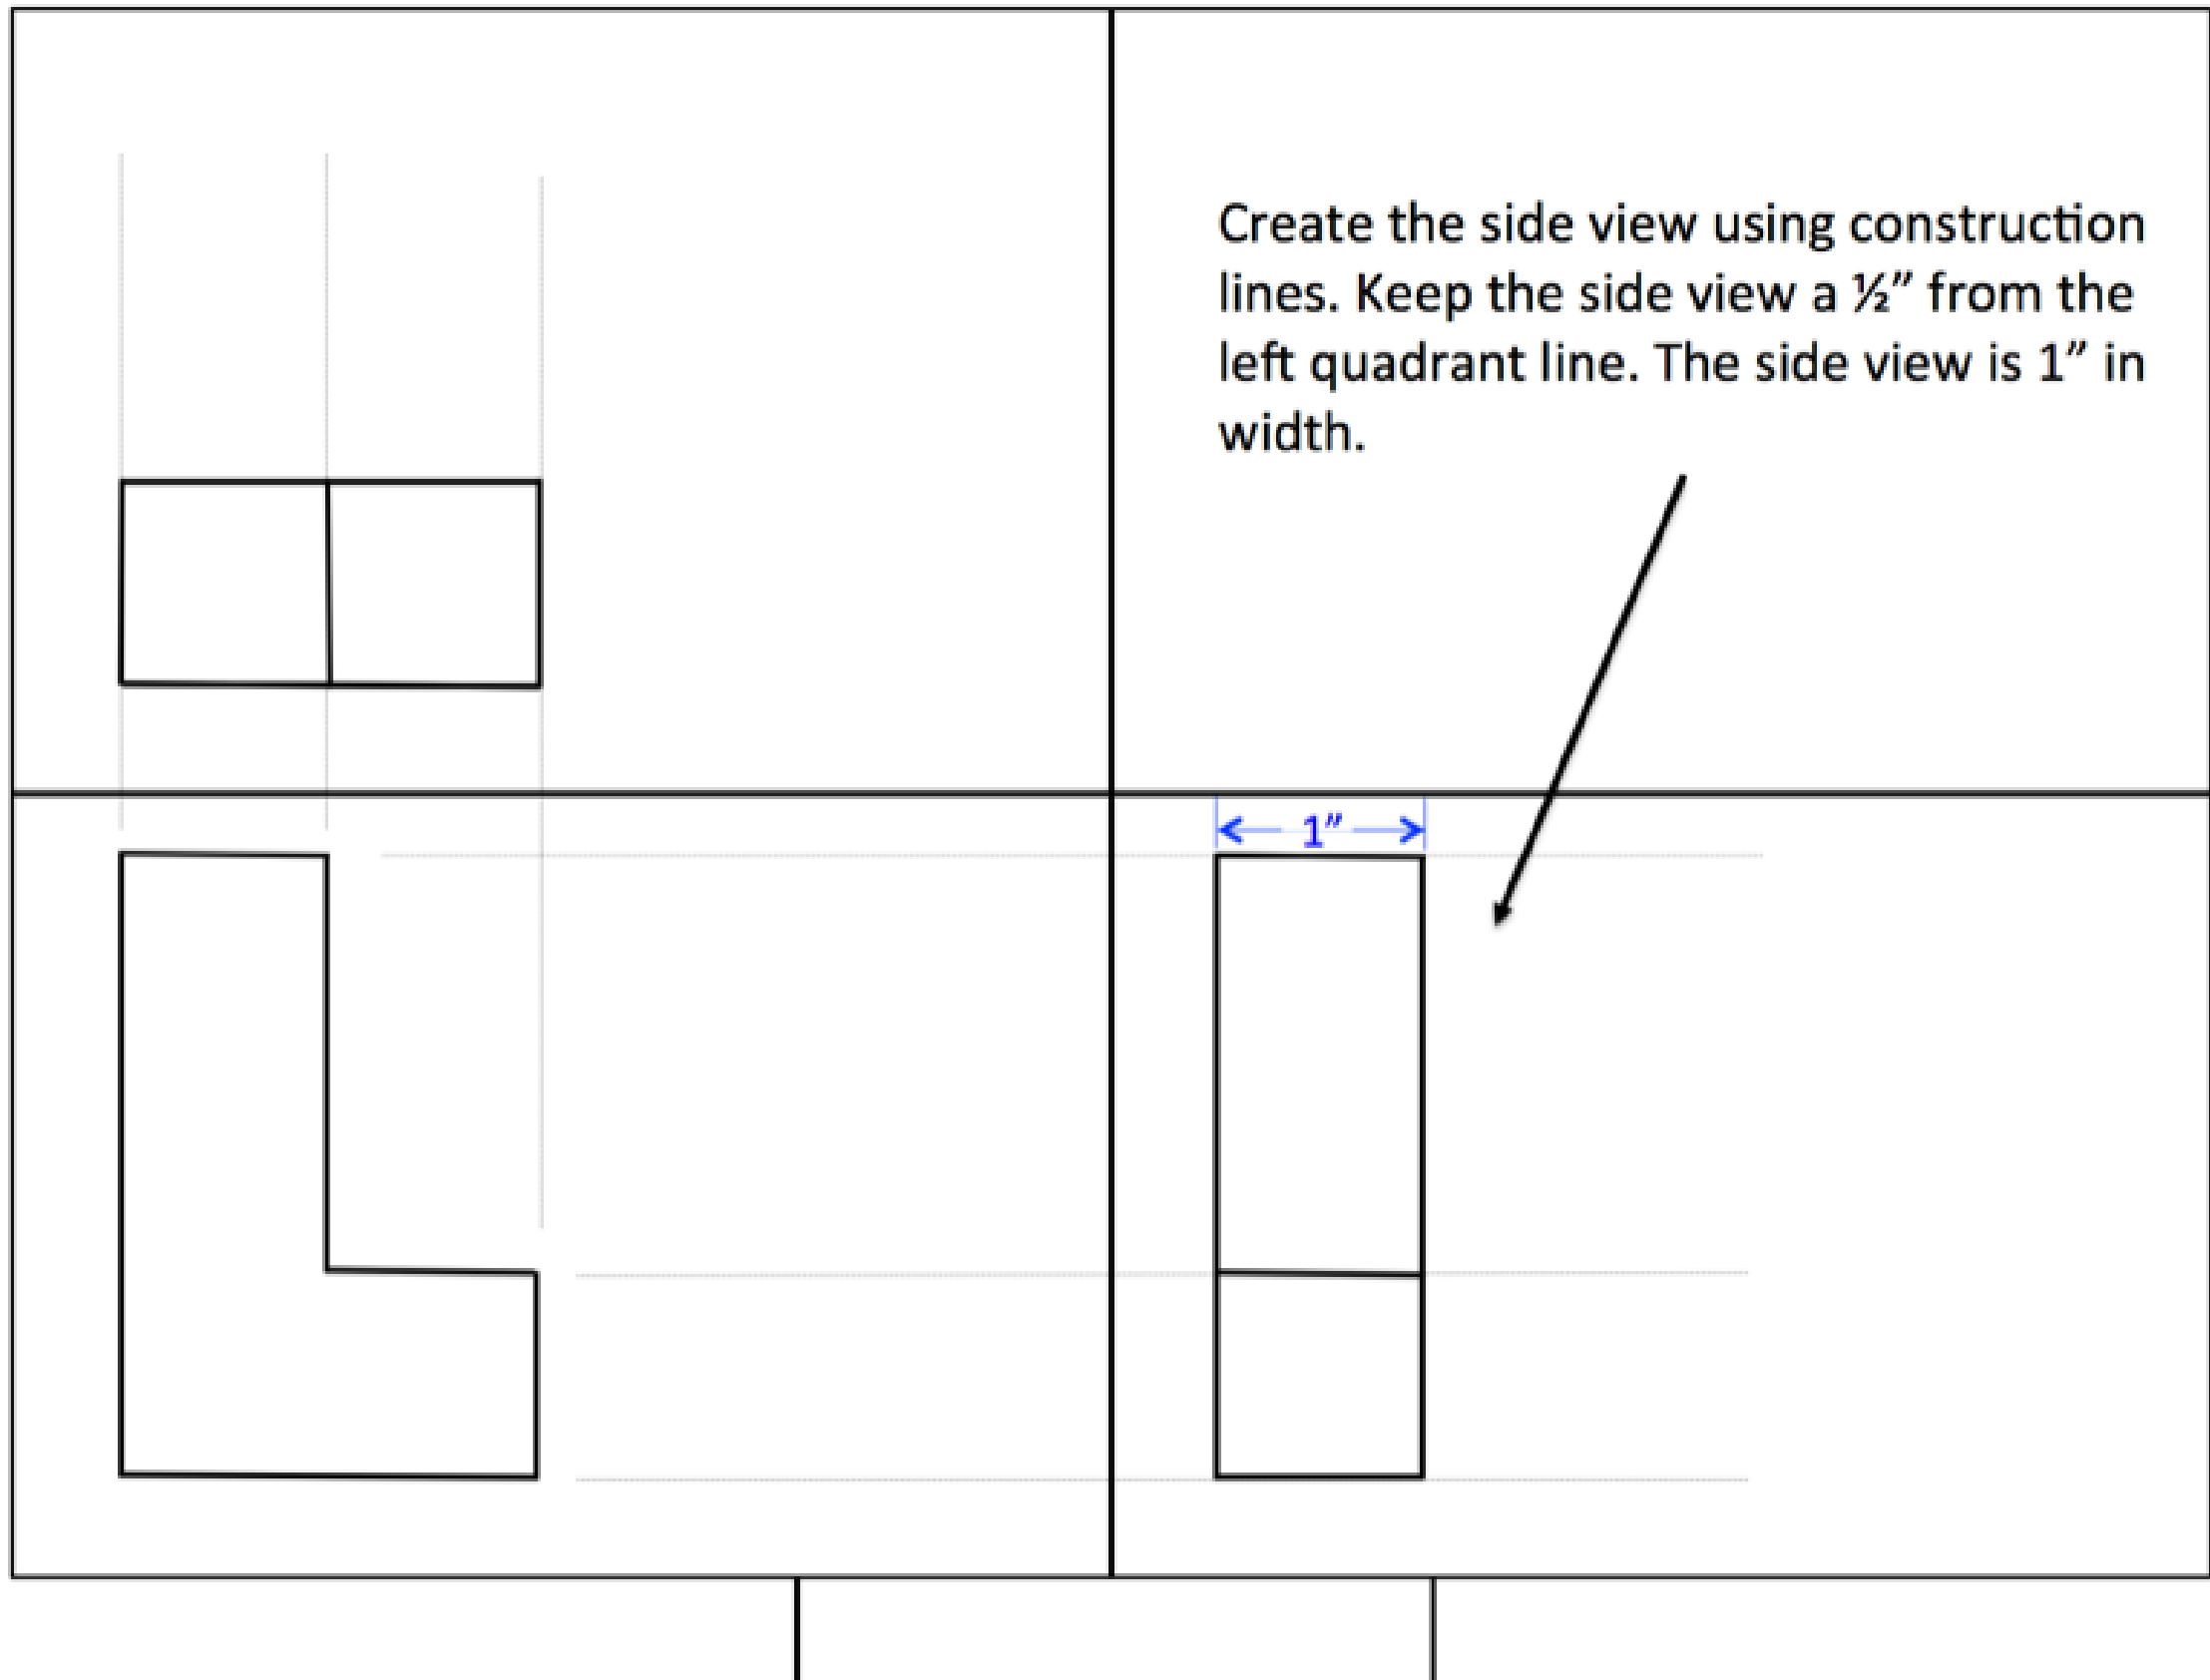 Create the side view using construction
lines. Keep the side view a ½” from the
left quadrant line. The side view is 1” in
width.
1”